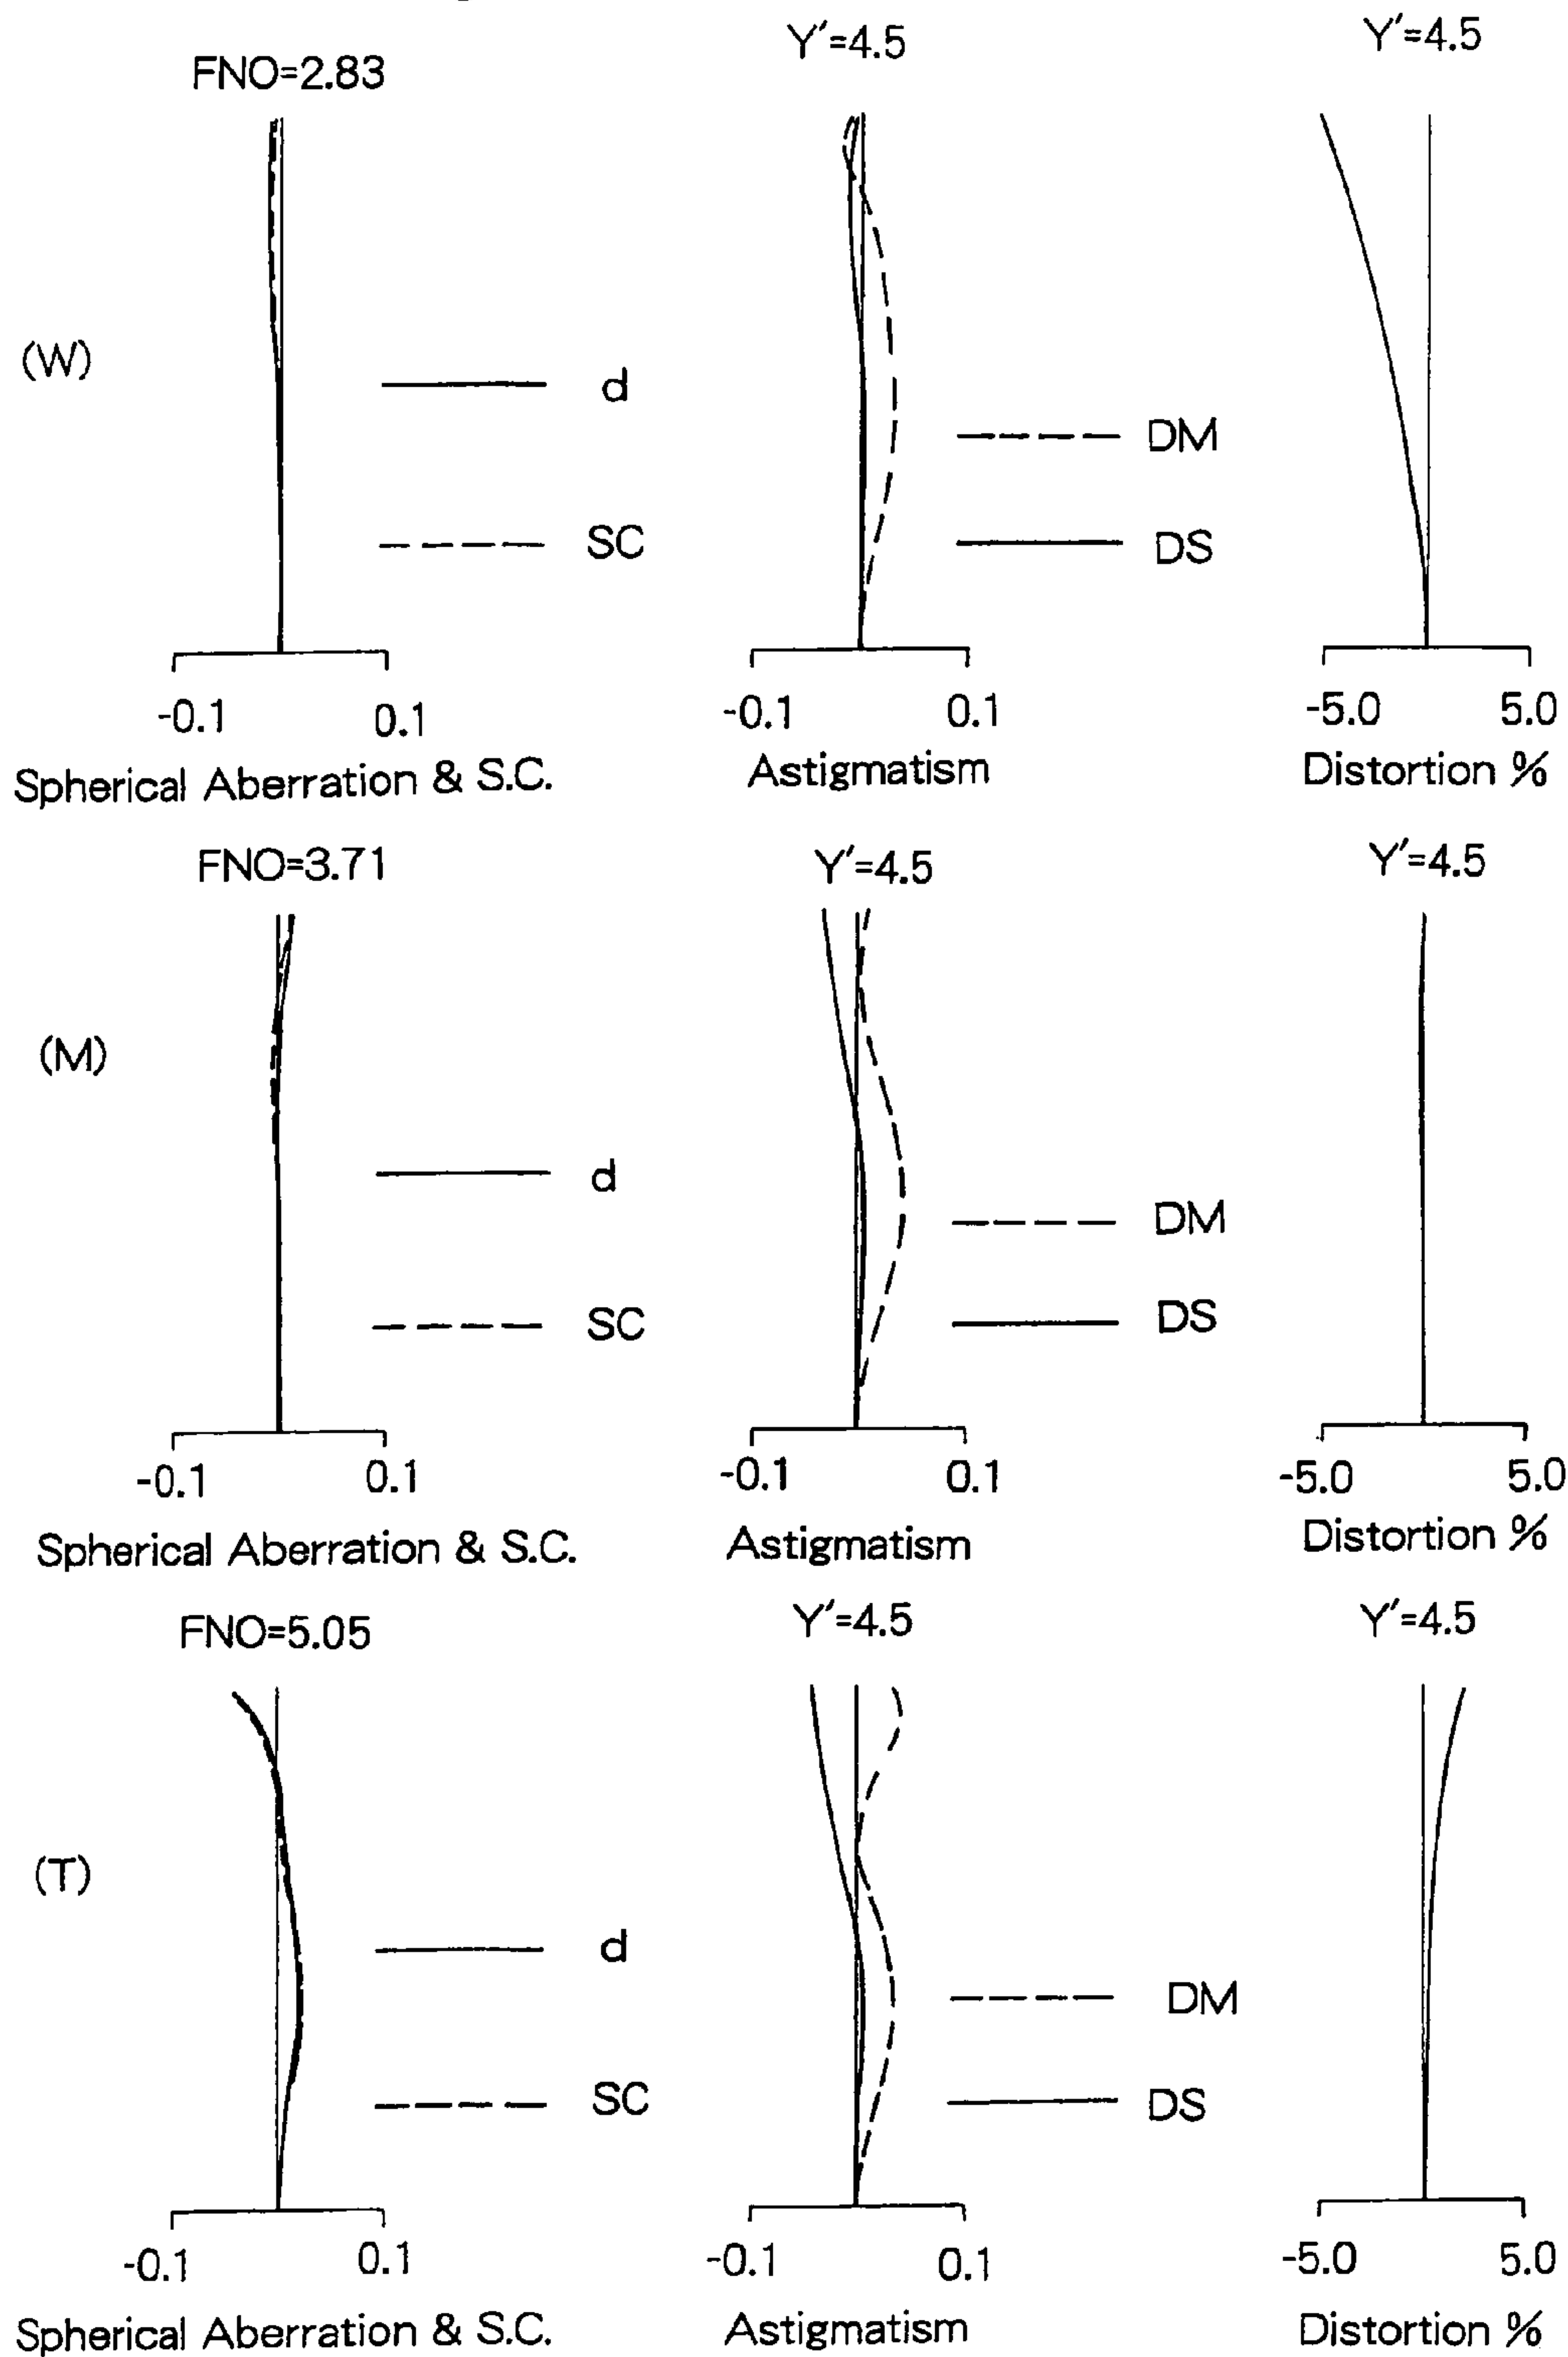 FNO=2.83
Y′=4.5
Y′=4.5
(W)
d
SC
DM
DS
-0.1
0.1
-0.1
0.1
-5.0
5.0
Spherical Aberration & S.C.
Astigmatism
Distortion %
FNO=3.71
Y′=4.5
Y′=4.5
(M)
d
SC
DM
DS
-0.1
0.1
-0.1
0.1
-5.0
5.0
Spherical Aberration & S.C.
Astigmatism
Distortion %
FNO=5.05
Y′=4.5
Y′=4.5
(T)
d
SC
DM
DS
-0.1
0.1
-0.1
0.1
-5.0
5.0
Spherical Aberration & S.C.
Astigmatism
Distortion %